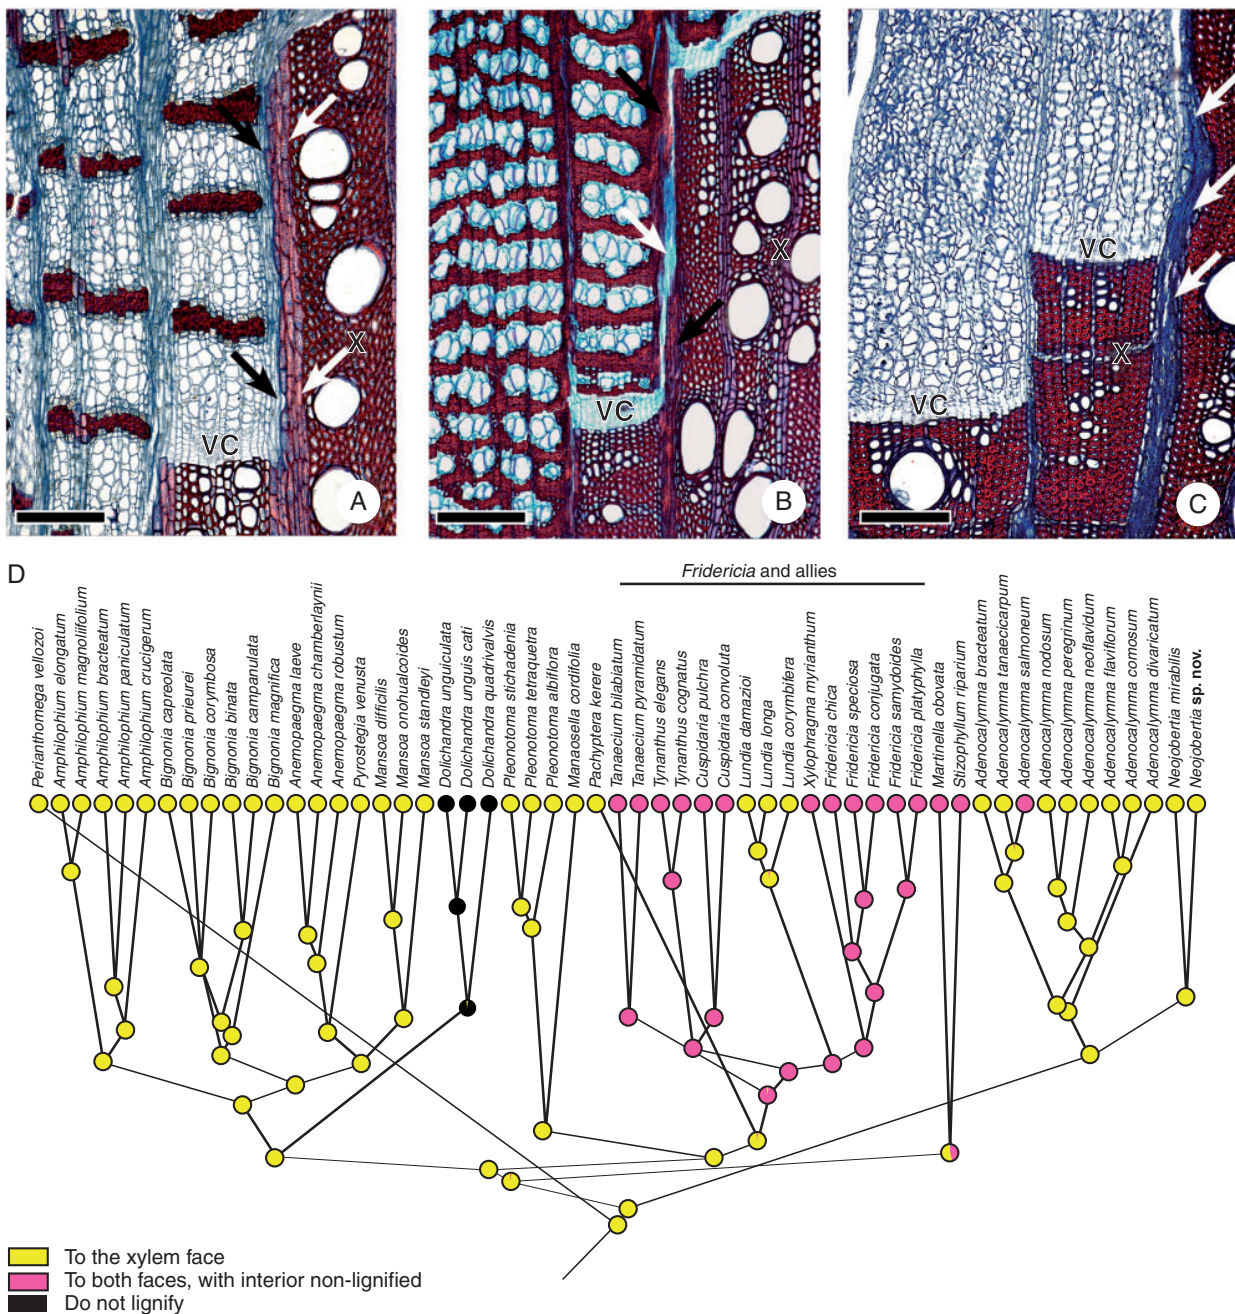 VC
X
A
VC
X
B
VC
VC
X
C
D
Fridericia and allies
Perianthomega vellozoi
Amphilophium elongatum
Amphilophium magnoliifolium
Amphilophium bracteatum
Amphilophium paniculatum
Amphilophium crucigerum
Bignonia capreolata
Bignonia prieurei
Bignonia corymbosa
Bignonia binata
Bignonia campanulata
Bignonia magnifica
Anemopaegma laeve
Anemopaegma chamberlaynii
Anemopaegma robustum
Pyrostegia venusta
Mansoa difficilis
Mansoa onohualcoides
Mansoa standleyi
Dolichandra unguiculata
Dolichandra unguis cati
Dolichandra quadrivalvis
Pleonotoma stichadenia
Pleonotoma tetraquetra
Pleonotoma albiflora
Manaosella cordifolia
Pachyptera kerere
Tanaecium bilabiatum
Tanaecium pyramidatum
Tynanthus elegans
Tynanthus cognatus
Cuspidaria pulchra
Cuspidaria convoluta
Lundia damazioi
Lundia longa
Lundia corymbifera
Xylophragma myrianthum
Fridericia chica
Fridericia speciosa
Fridericia conjugata
Fridericia samydoides
Fridericia platyphylla
Martinella obovata
Stizophyllum riparium
Adenocalymma bracteatum
Adenocalymma tanaeciicarpum
Adenocalymma salmoneum
Adenocalymma nodosum
Adenocalymma peregrinum
Adenocalymma neoflavidum
Adenocalymma flaviflorum
Adenocalymma comosum
Adenocalymma divaricatum
Neojobertia mirabilis
Neojobertia sp. nov.
To the xylem face
To both faces, with interior non-lignified
Do not lignify